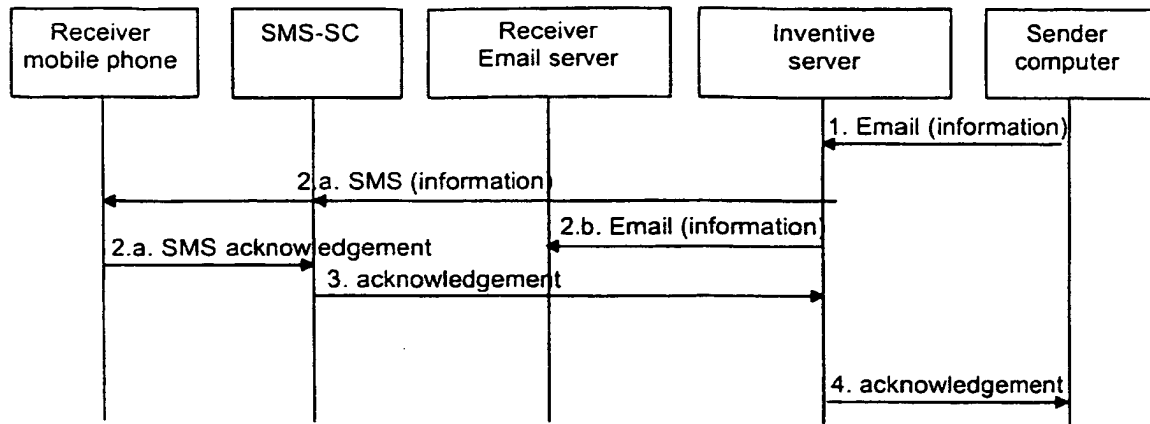 Receiver
mobile phone
SMS-SC
Receiver
Email server
Inventive
server
Sender
computer
1. Email (information)
2.a. SMS (information)
2.b. Email (information)
2.a. SMS acknowledgement
3. acknowledgement
4. acknowledgement